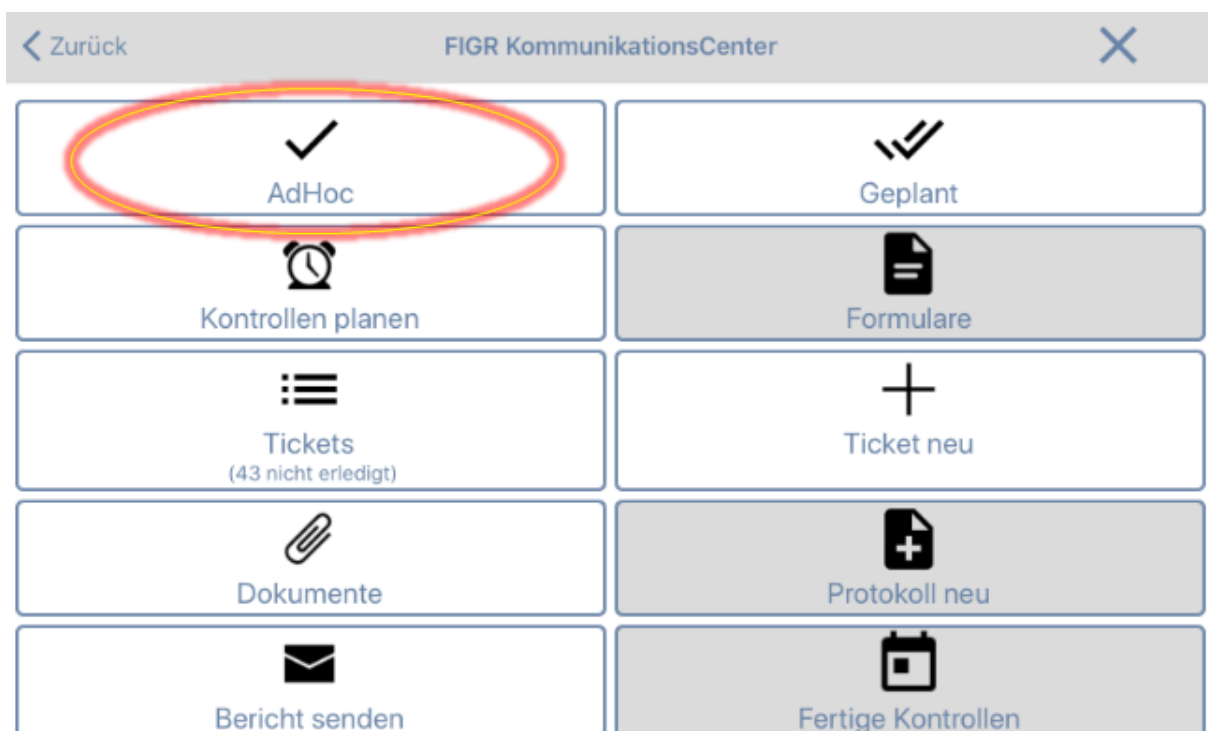 Zurück
FIGR KommunikationsCenter
AdHoc
Geplant
Kontrollen planen
Formulare
Tickets
(43 nicht erledigt)
Ticket neu
Dokumente
Protokoll neu
Bericht senden
Fertige Kontrollen